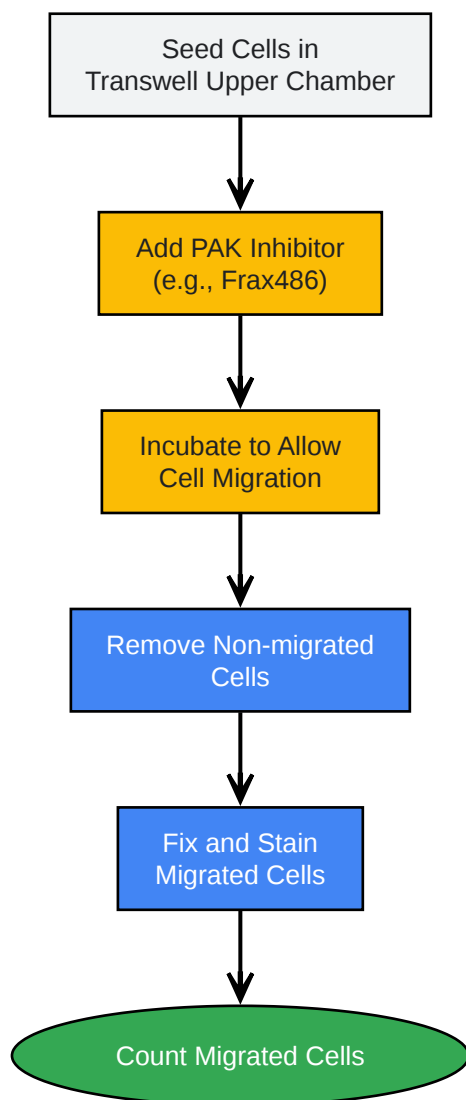 Seed Cells in
Transwell Upper Chamber
Add PAK Inhibitor
(e.g., Frax486)
Incubate to Allow
Cell Migration
Remove Non-migrated
Cells
Fix and Stain
Migrated Cells
Count Migrated Cells